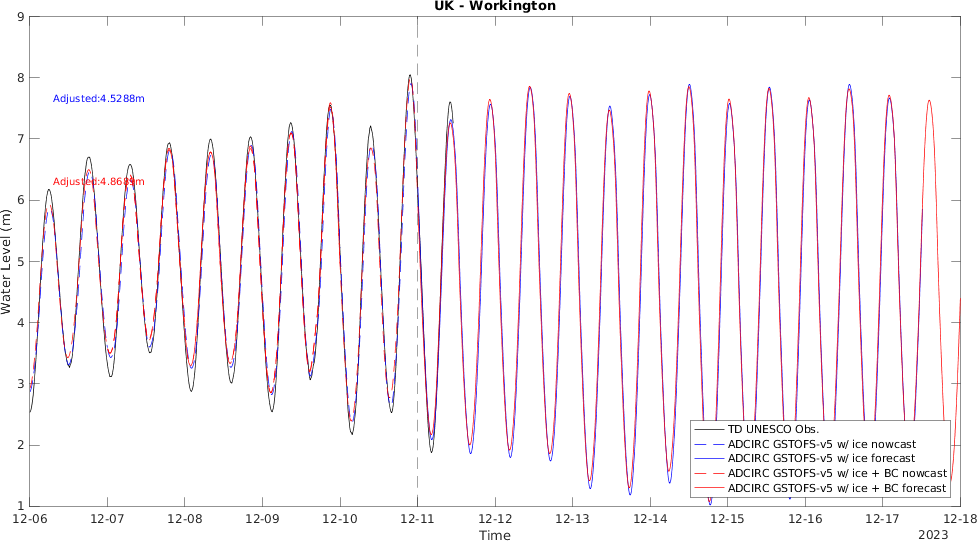 UK - Workington
9
8
7
6
5
4
3
2
1
Water Level (m)
Adjusted:4.5288m
Adjusted:4.8689m
TD UNESCO Obs.
ADCIRC GSTOFS-v5 w/ ice nowcast
ADCIRC GSTOFS-v5 w/ ice forecast
ADCIRC GSTOFS-v5 w/ ice + BC nowcast
ADCIRC GSTOFS-v5 w/ ice + BC forecast
12-06 12-07 12-08 12-09 12-10 12-11 12-12 12-13 12-14 12-15 12-16 12-17 12-18
Time
2023